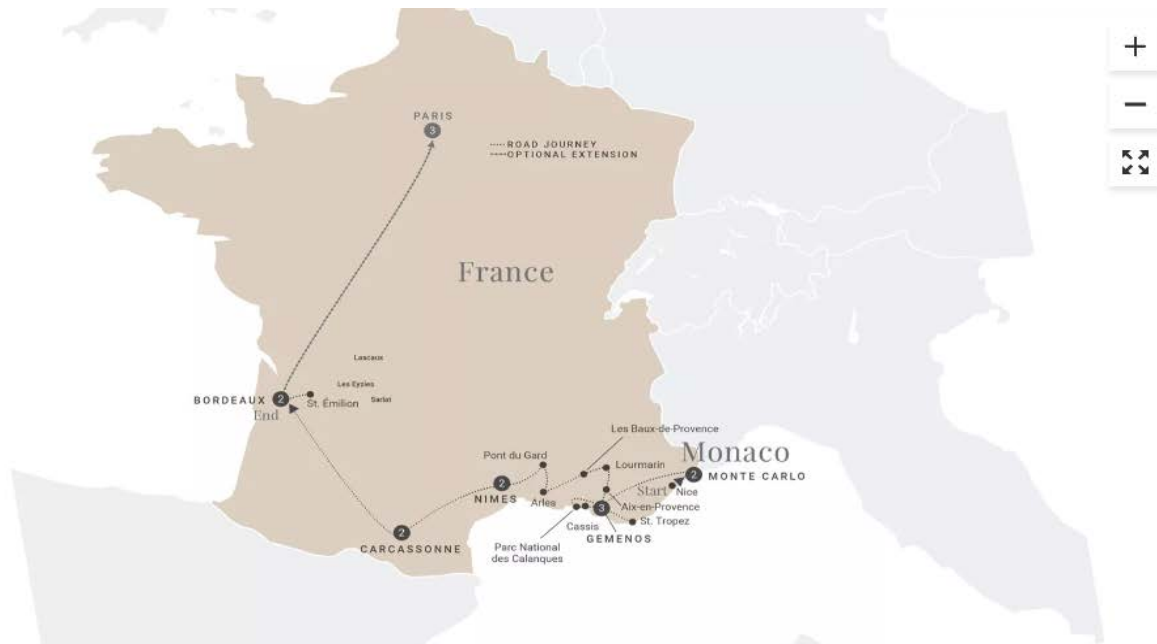 PARIS
3
ROAD JOURNEY
OPTIONAL EXTENSION
France
Lascaux
Les Eyzies
Sarlat
BORDEAUX
2
End
St. Émilion
Les Baux-de-Provence
Monaco
Pont du Gard
Lourmarin
2
MONTE CARLO
2
NIMES
Start
Nice
Arles
Aix-en-Provence
3
St. Tropez
Cassis
GEMENOS
2
CARCASSONNE
Parc National
des Calanques